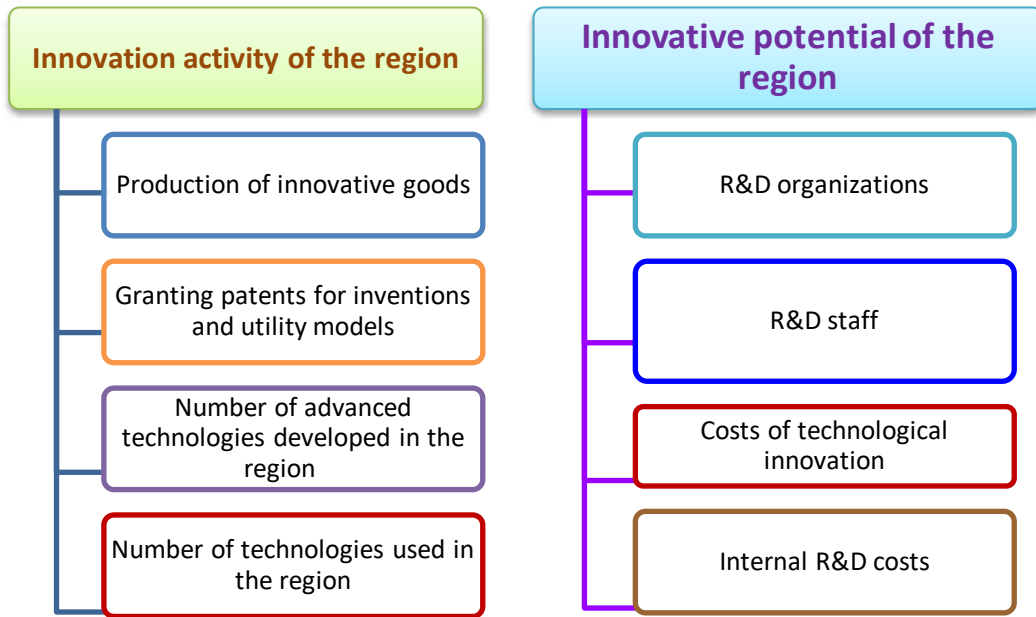 Innovation activity of the region
Production of innovative goods
Granting patents for inventions
and utility models
Number of advanced
technologies developed in the
region
Number of technologies used in
the region
Innovative potential of the
region
R&D organizations
R&D staff
Costs of technological
innovation
Internal R&D costs